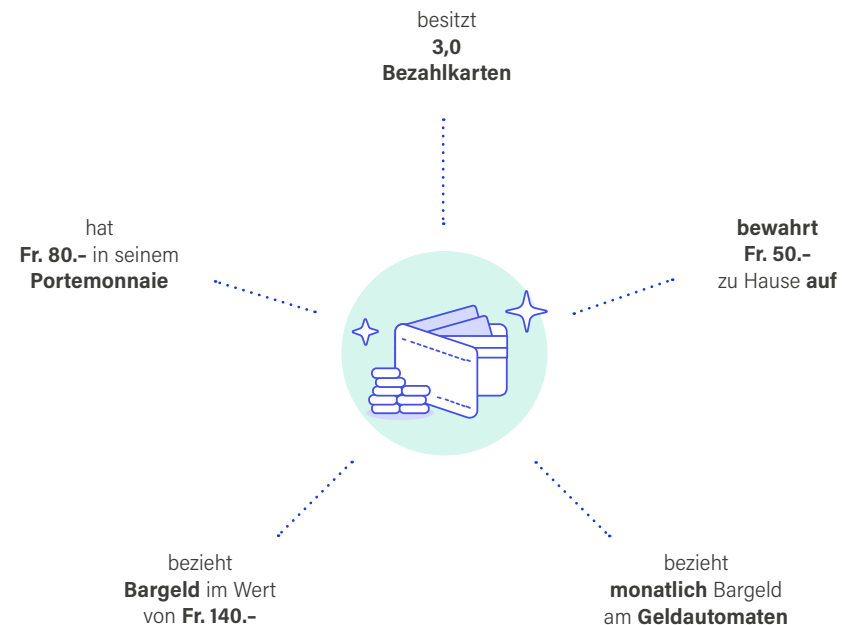 besitzt
3,0
Bezahlkarten
hat
Fr. 80.– in seinem
Portemonnaie
bewahrt
Fr. 50.–
zu Hause auf
bezieht
Bargeld im Wert
von Fr. 140.–
bezieht
monatlich Bargeld
am Geldautomaten